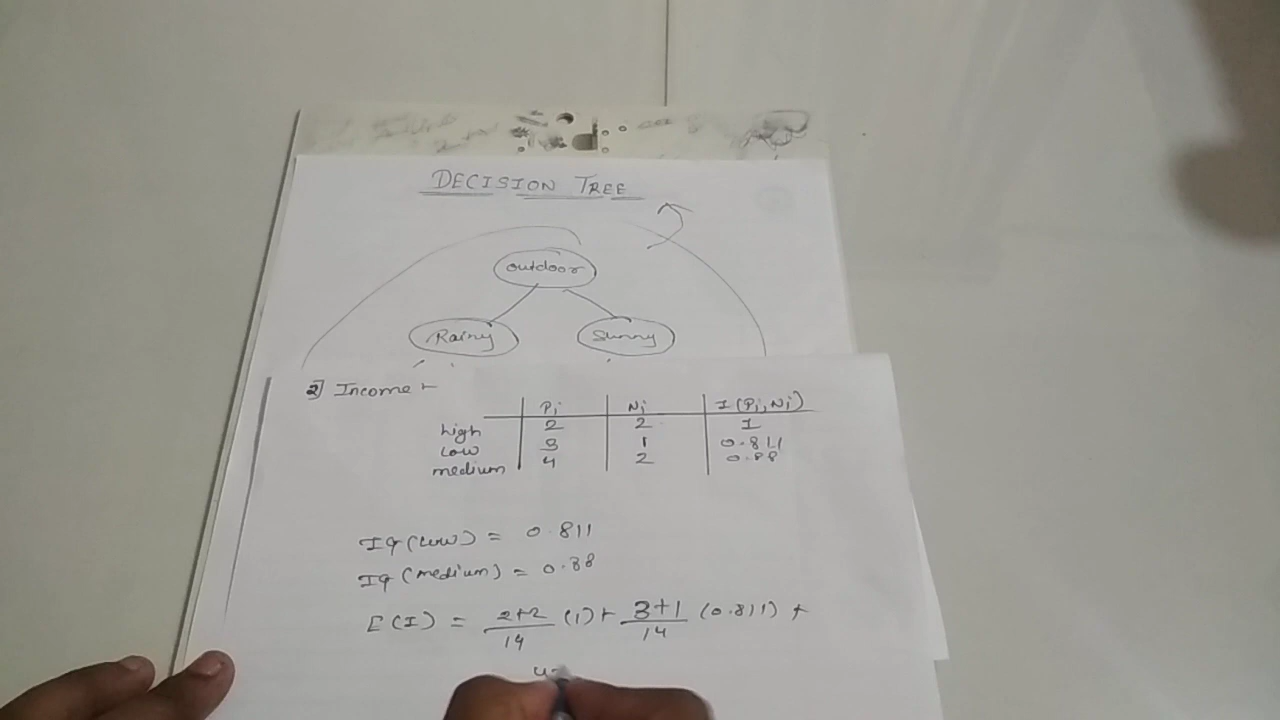 DECISION TREE
outdoor
Rainy Sunny
2] Income
Pi Ni I(Pi,Ni)
high 2 2 1
low 3 1 0.811
medium 4 2 0.88
IG(low) = 0.811
IG(medium) = 0.88
E(I) = 2+2/14 (1)+ 3+1/14 (0.811) +
4